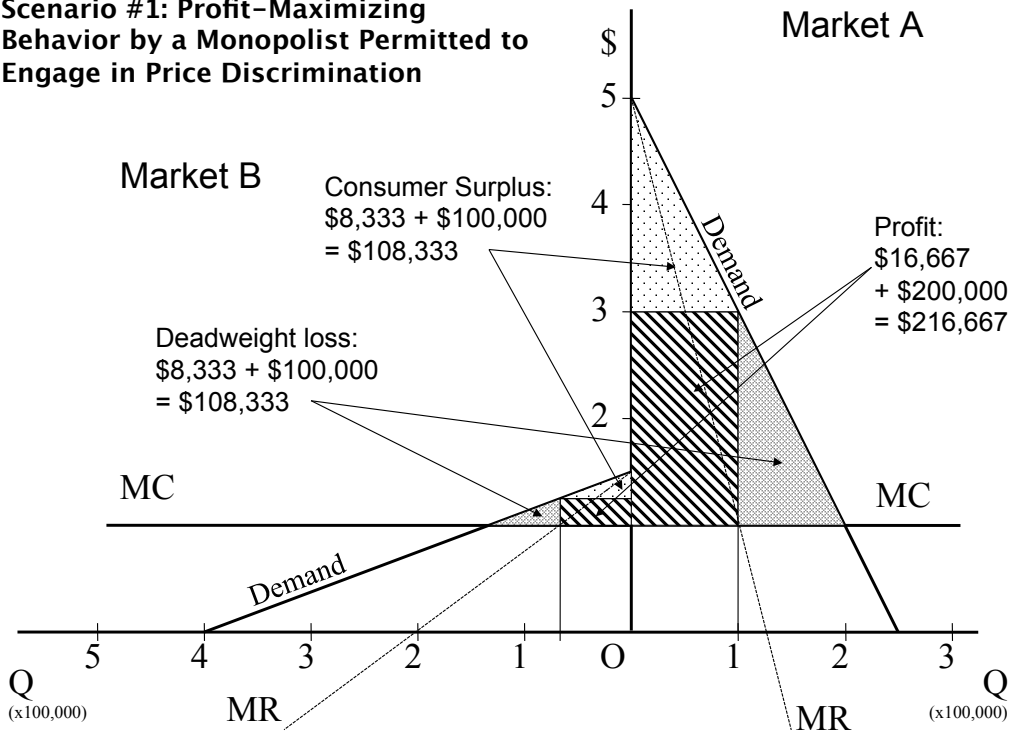 Scenario #1: Profit-Maximizing
Behavior by a Monopolist Permitted to
Engage in Price Discrimination
Market A
$
5
Market B
Consumer Surplus:
$8,333 + $100,000
= $108,333
4
Demand
Profit:
$16,667
+ $200,000
= $216,667
3
Deadweight loss:
$8,333 + $100,000
= $108,333
2
MC
MC
Demand
5
4
3
2
1
O
1
2
3
Q
(x100,000)
Q
(x100,000)
MR
MR